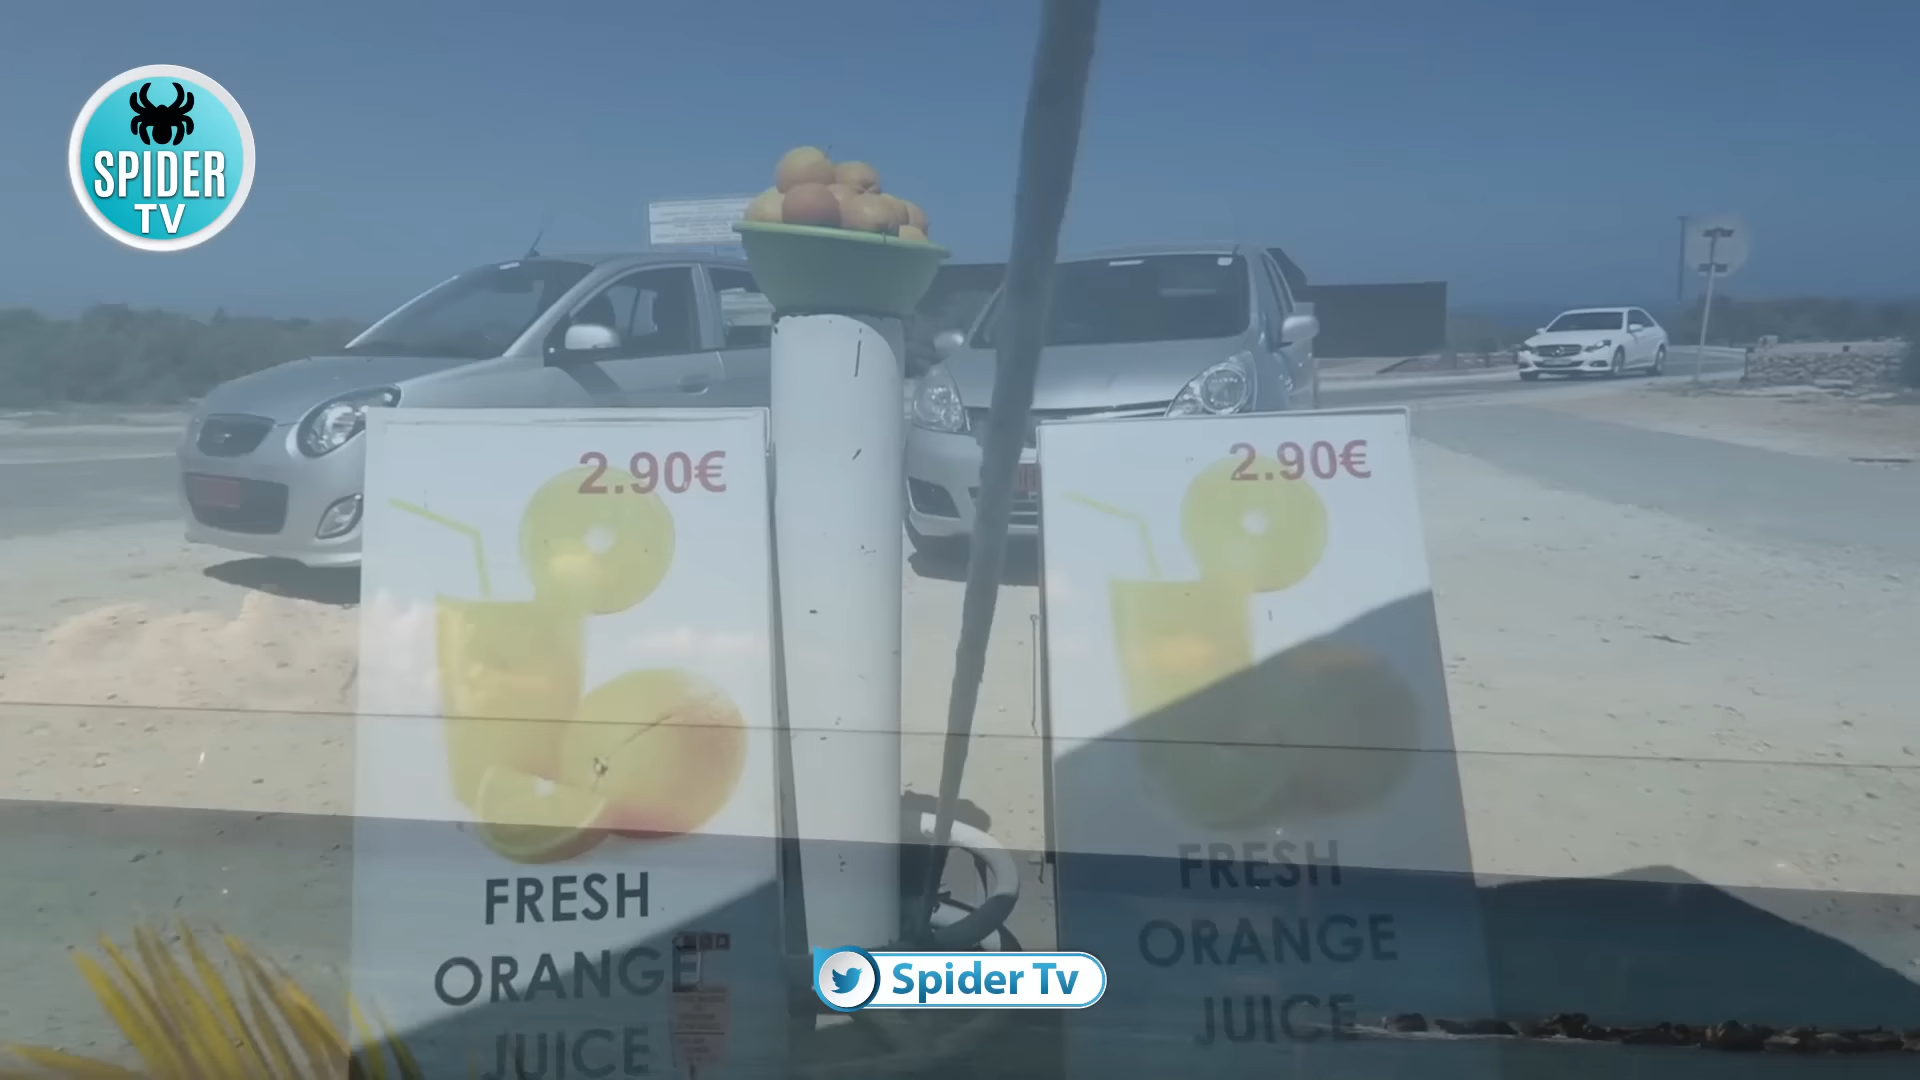 SPIDER
TV
2.90€
FRESH
ORANGE
JUICE
2.90€
FRESH
ORANGE
JUICE
Spider Tv